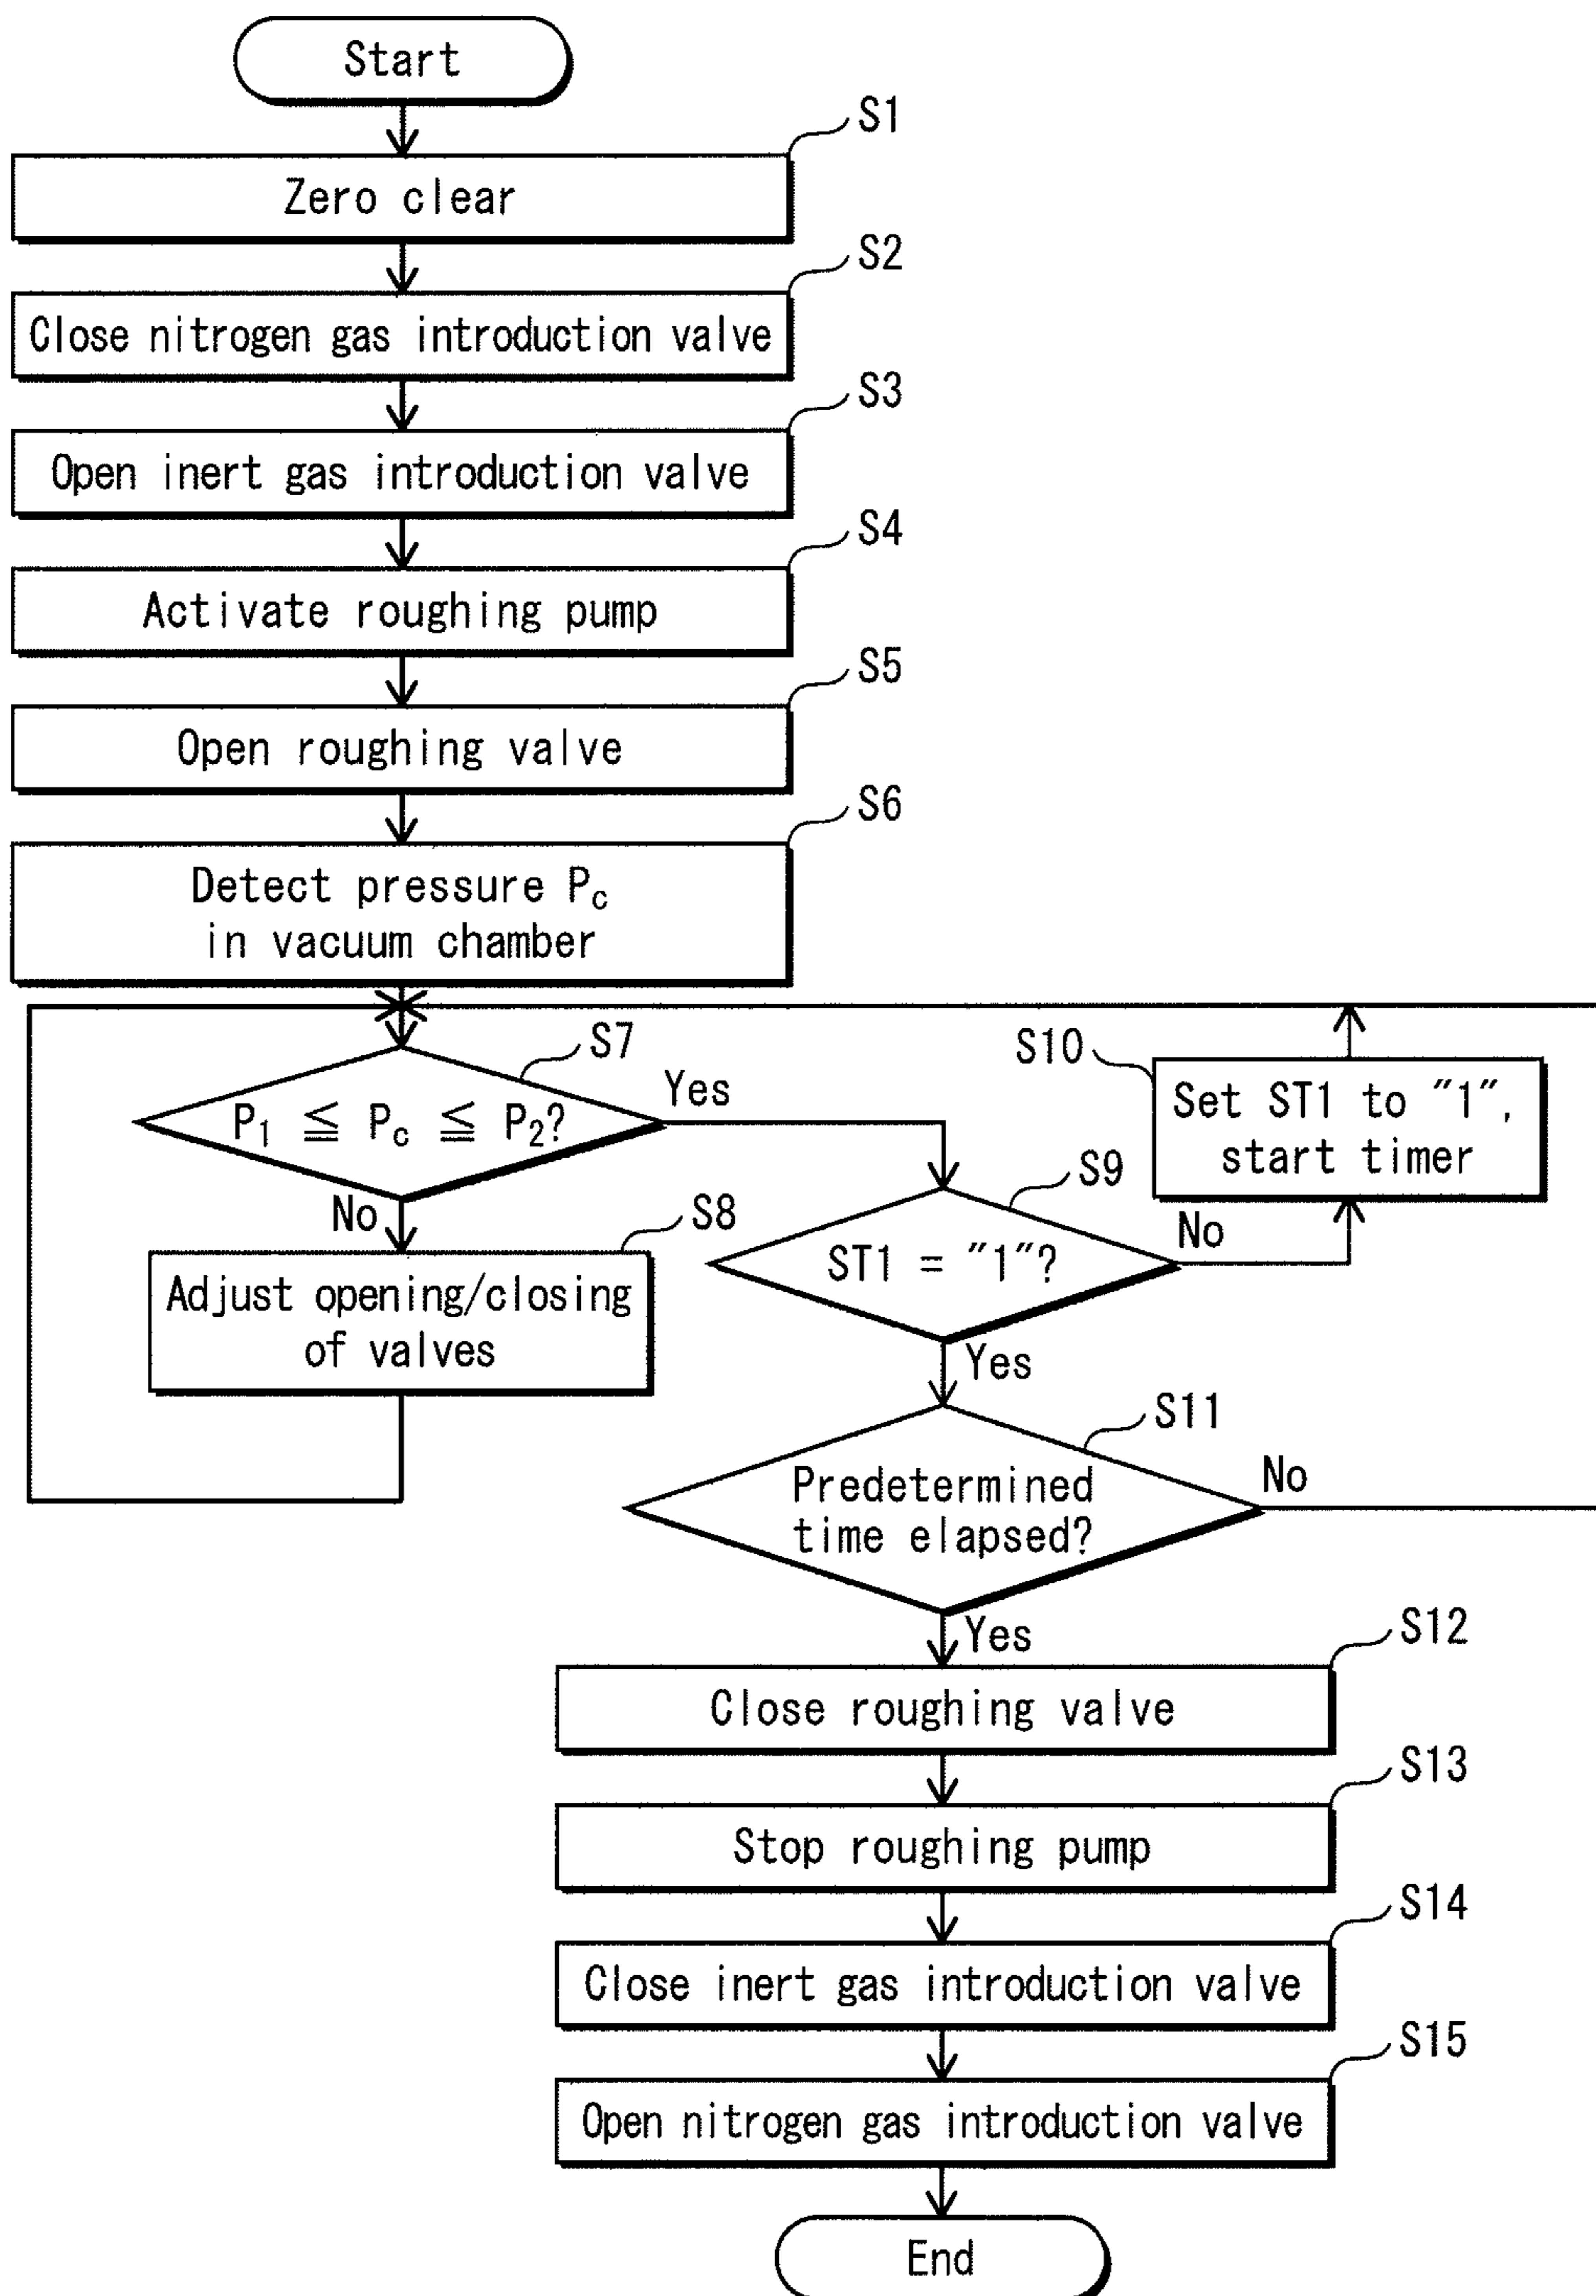 Start
S1
Zero clear
S2
Close nitrogen gas introduction valve
S3
Open inert gas introduction valve
S4
Activate roughing pump
S5
Open roughing valve
S6
Detect pressure Pc
in vacuum chamber
S7
P1 ≦ Pc ≦ P2?
Yes
No
S8
Adjust opening/closing
of valves
S9
ST1 = "1"?
No
S10
Set ST1 to "1",
start timer
Yes
S11
Predetermined
time elapsed?
No
Yes
S12
Close roughing valve
S13
Stop roughing pump
S14
Close inert gas introduction valve
S15
Open nitrogen gas introduction valve
End